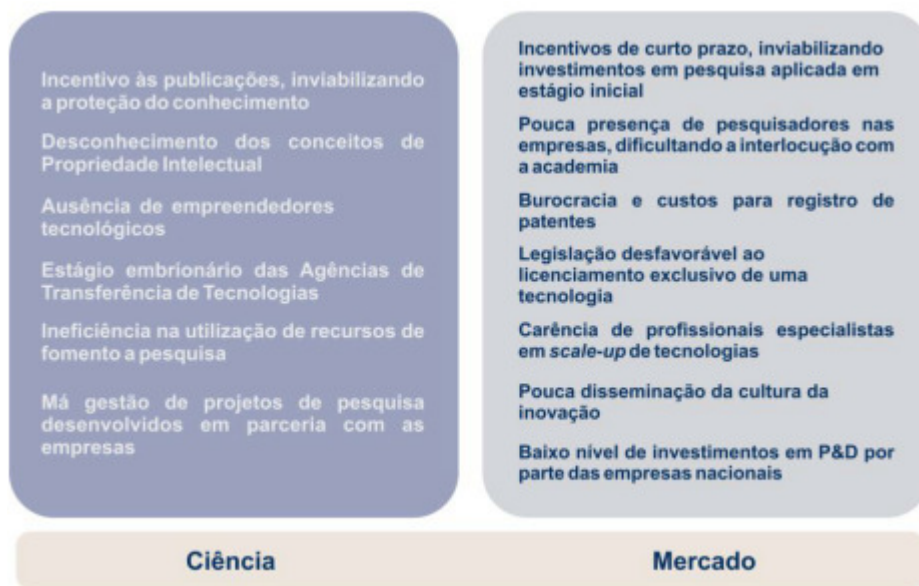 Incentivo às publicações, inviabilizando
a proteção do conhecimento
Desconhecimento dos conceitos de
Propriedade Intelectual
Ausência de empreendedores
tecnológicos
Estágio embrionário das Agências de
Transferência de Tecnologias
Ineficiência na utilização de recursos de
fomento a pesquisa
Má gestão de projetos de pesquisa
desenvolvidos em parceria com as
empresas
Incentivos de curto prazo, inviabilizando
investimentos em pesquisa aplicada em
estágio inicial
Pouca presença de pesquisadores nas
empresas, dificultando a interlocução com
a academia
Burocracia e custos para registro de
patentes
Legislação desfavorável ao
licenciamento exclusivo de uma
tecnologia
Carência de profissionais especialistas
em scale-up de tecnologias
Pouca disseminação da cultura da
inovação
Baixo nível de investimentos em P&D por
parte das empresas nacionais
Ciência
Mercado